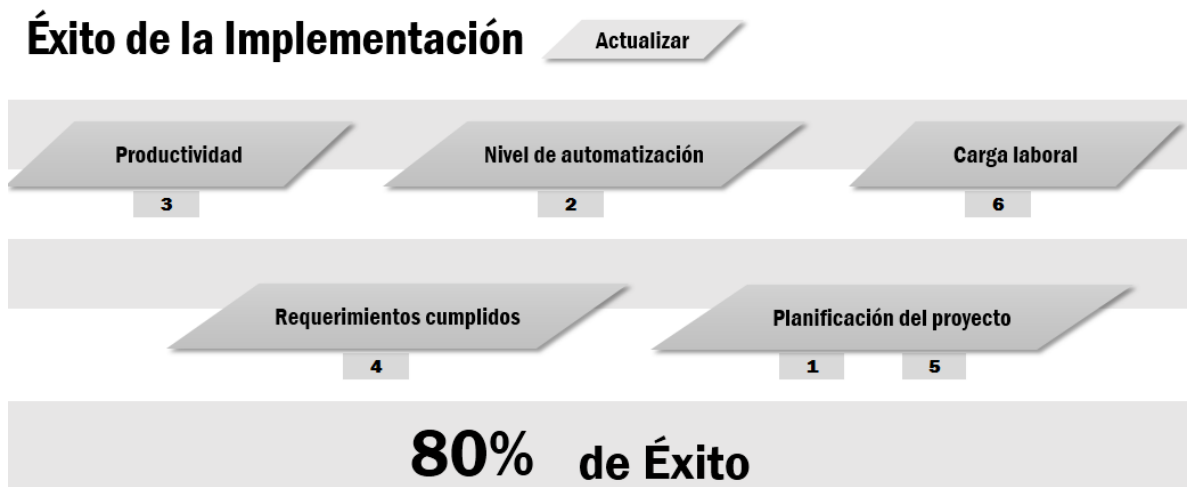 Éxito de la Implementación Actualizar
Productividad Nivel de automatización Carga laboral
3 2 6
Requerimientos cumplidos Planificación del proyecto
4 1 5
80% de Éxito